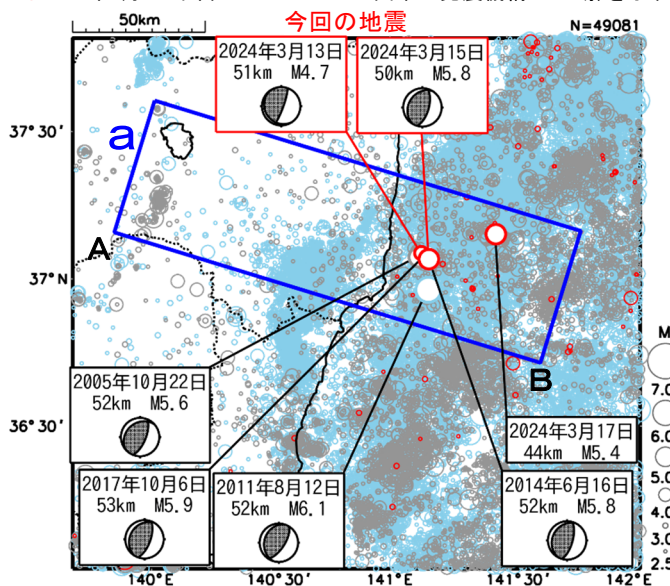 50km
今回の地震
N=49081
2024年3月13日
51km M4.7
2024年3月15日
50km M5.8
37°30′
a
A
37°N
B
36°30′
2005年10月22日
52km M5.6
2017年10月6日
53km M5.9
2011年8月12日
52km M6.1
2024年3月17日
44km M5.4
2014年6月16日
52km M5.8
M
7.0
6.0
5.0
4.0
3.0
2.5
140°E
140°30′
141°E
141°30′
142°E